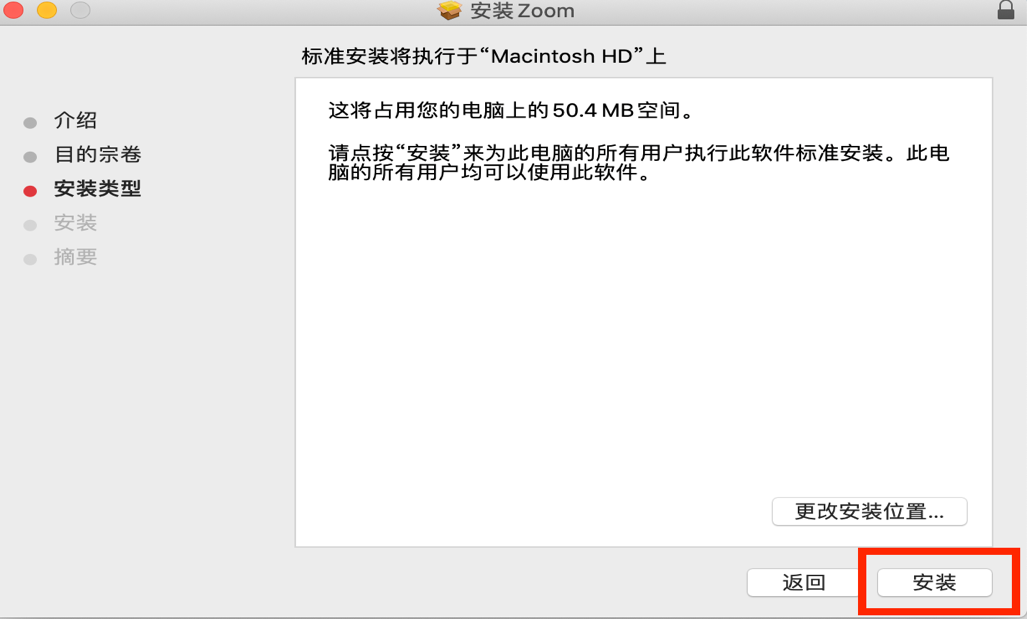 安装 Zoom
标准安装将执行于“Macintosh HD”上
介绍
目的宗卷
安装类型
安装
摘要
这将占用您的电脑上的 50.4 MB 空间。
请点按“安装”来为此电脑的所有用户执行此软件标准安装。此电
脑的所有用户均可以使用此软件。
更改安装位置...
返回
安装